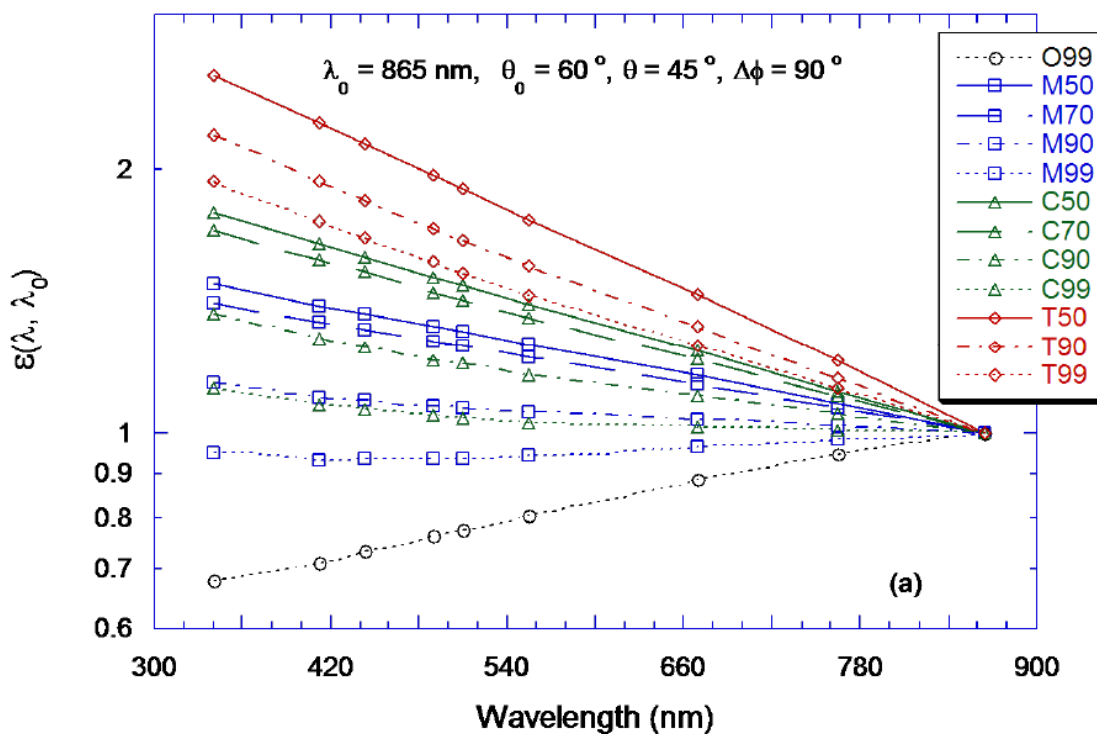 λ₀ = 865 nm, θ₀ = 60 °, θ = 45 °, Δϕ = 90 °
O99
M50
M70
M90
M99
C50
C70
C90
C99
T50
T90
T99
ε(λ, λ₀)
2
1
0.9
0.8
0.7
0.6
(a)
300 420 540 660 780 900
Wavelength (nm)